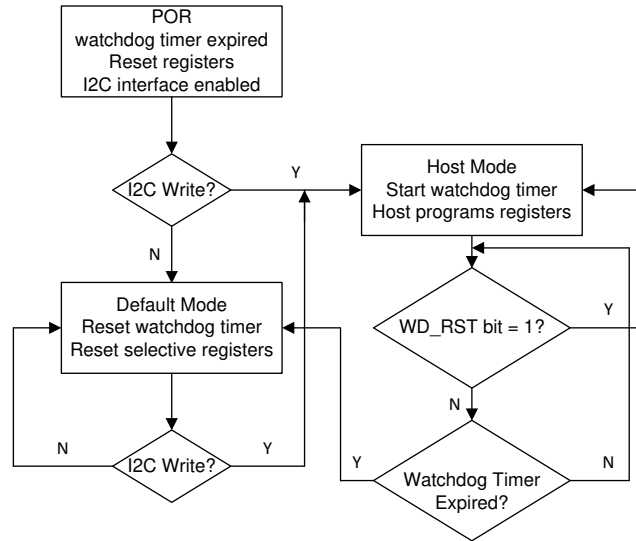 POR
watchdog timer expired
Reset registers
I2C interface enabled
I2C Write?
Y
N
Host Mode
Start watchdog timer
Host programs registers
Default Mode
Reset watchdog timer
Reset selective registers
WD_RST bit = 1?
Y
N
I2C Write?
N
Y
Watchdog Timer
Expired?
Y
N